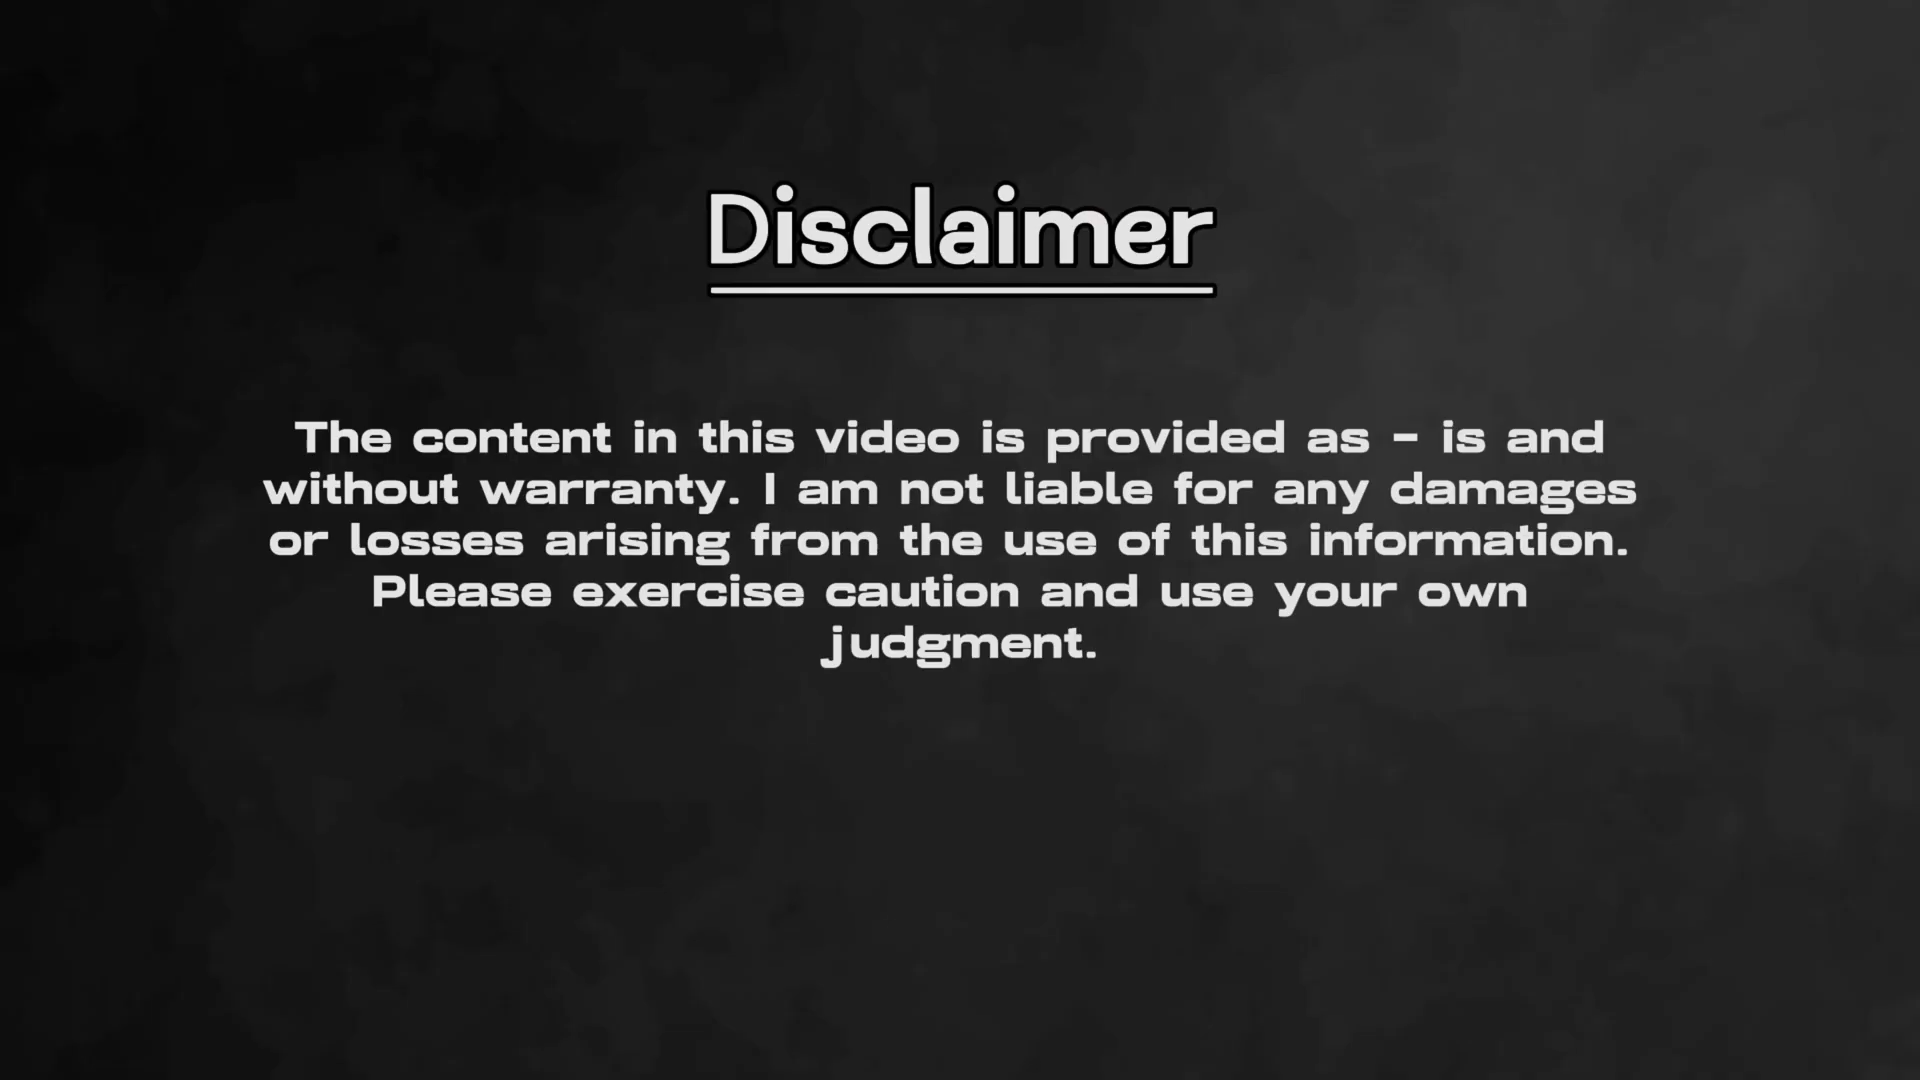 Disclaimer
The content in this video is provided as - is and
without warranty. I am not liable for any damages
or losses arising from the use of this information.
Please exercise caution and use your own
judgment.